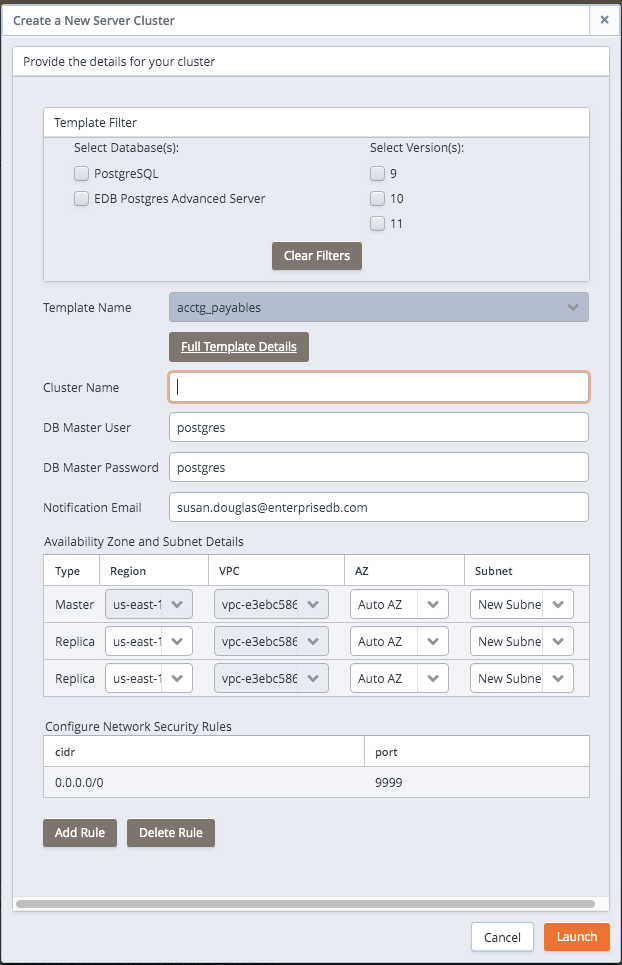 Create a New Server Cluster
×
Provide the details for your cluster
Template Filter
Select Database(s): Select Version(s):
PostgreSQL 9
EDB Postgres Advanced Server 10
11
Clear Filters
Template Name acctg_payables
Full Template Details
Cluster Name
DB Master User postgres
DB Master Password postgres
Notification Email susan.douglas@enterprisedb.com
Availability Zone and Subnet Details
Type Region VPC AZ Subnet
Master us-east-1 vpc-e3ebc586 Auto AZ New Subne
Replica us-east-1 vpc-e3ebc586 Auto AZ New Subne
Replica us-east-1 vpc-e3ebc586 Auto AZ New Subne
Configure Network Security Rules
cidr port
0.0.0.0/0 9999
Add Rule Delete Rule
Cancel Launch